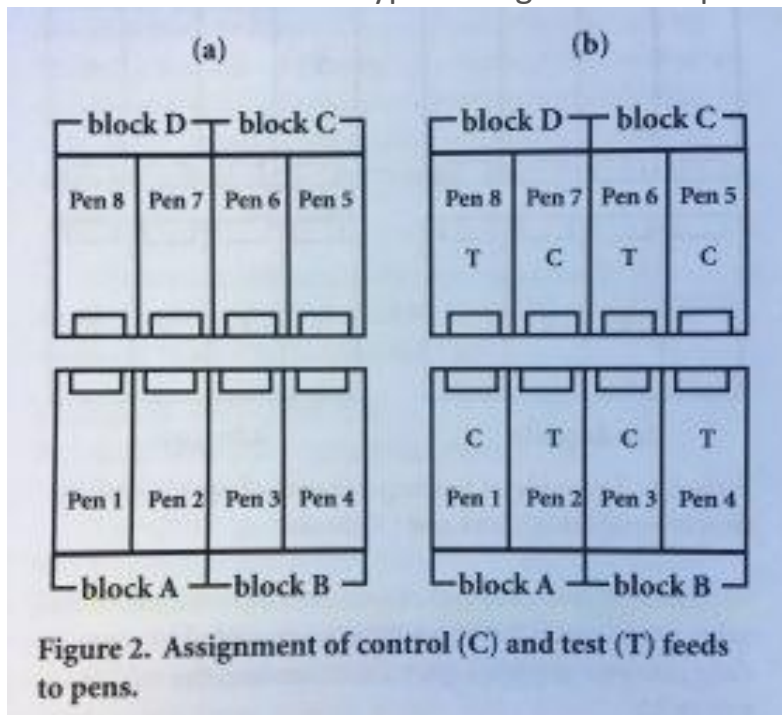 (a) (b)
block D block C block D block C
Pen 8 Pen 7 Pen 6 Pen 5 Pen 8 Pen 7 Pen 6 Pen 5
T C T C
C T C T
Pen 1 Pen 2 Pen 3 Pen 4 Pen 1 Pen 2 Pen 3 Pen 4
block A block B block A block B
Figure 2. Assignment of control (C) and test (T) feeds
to pens.